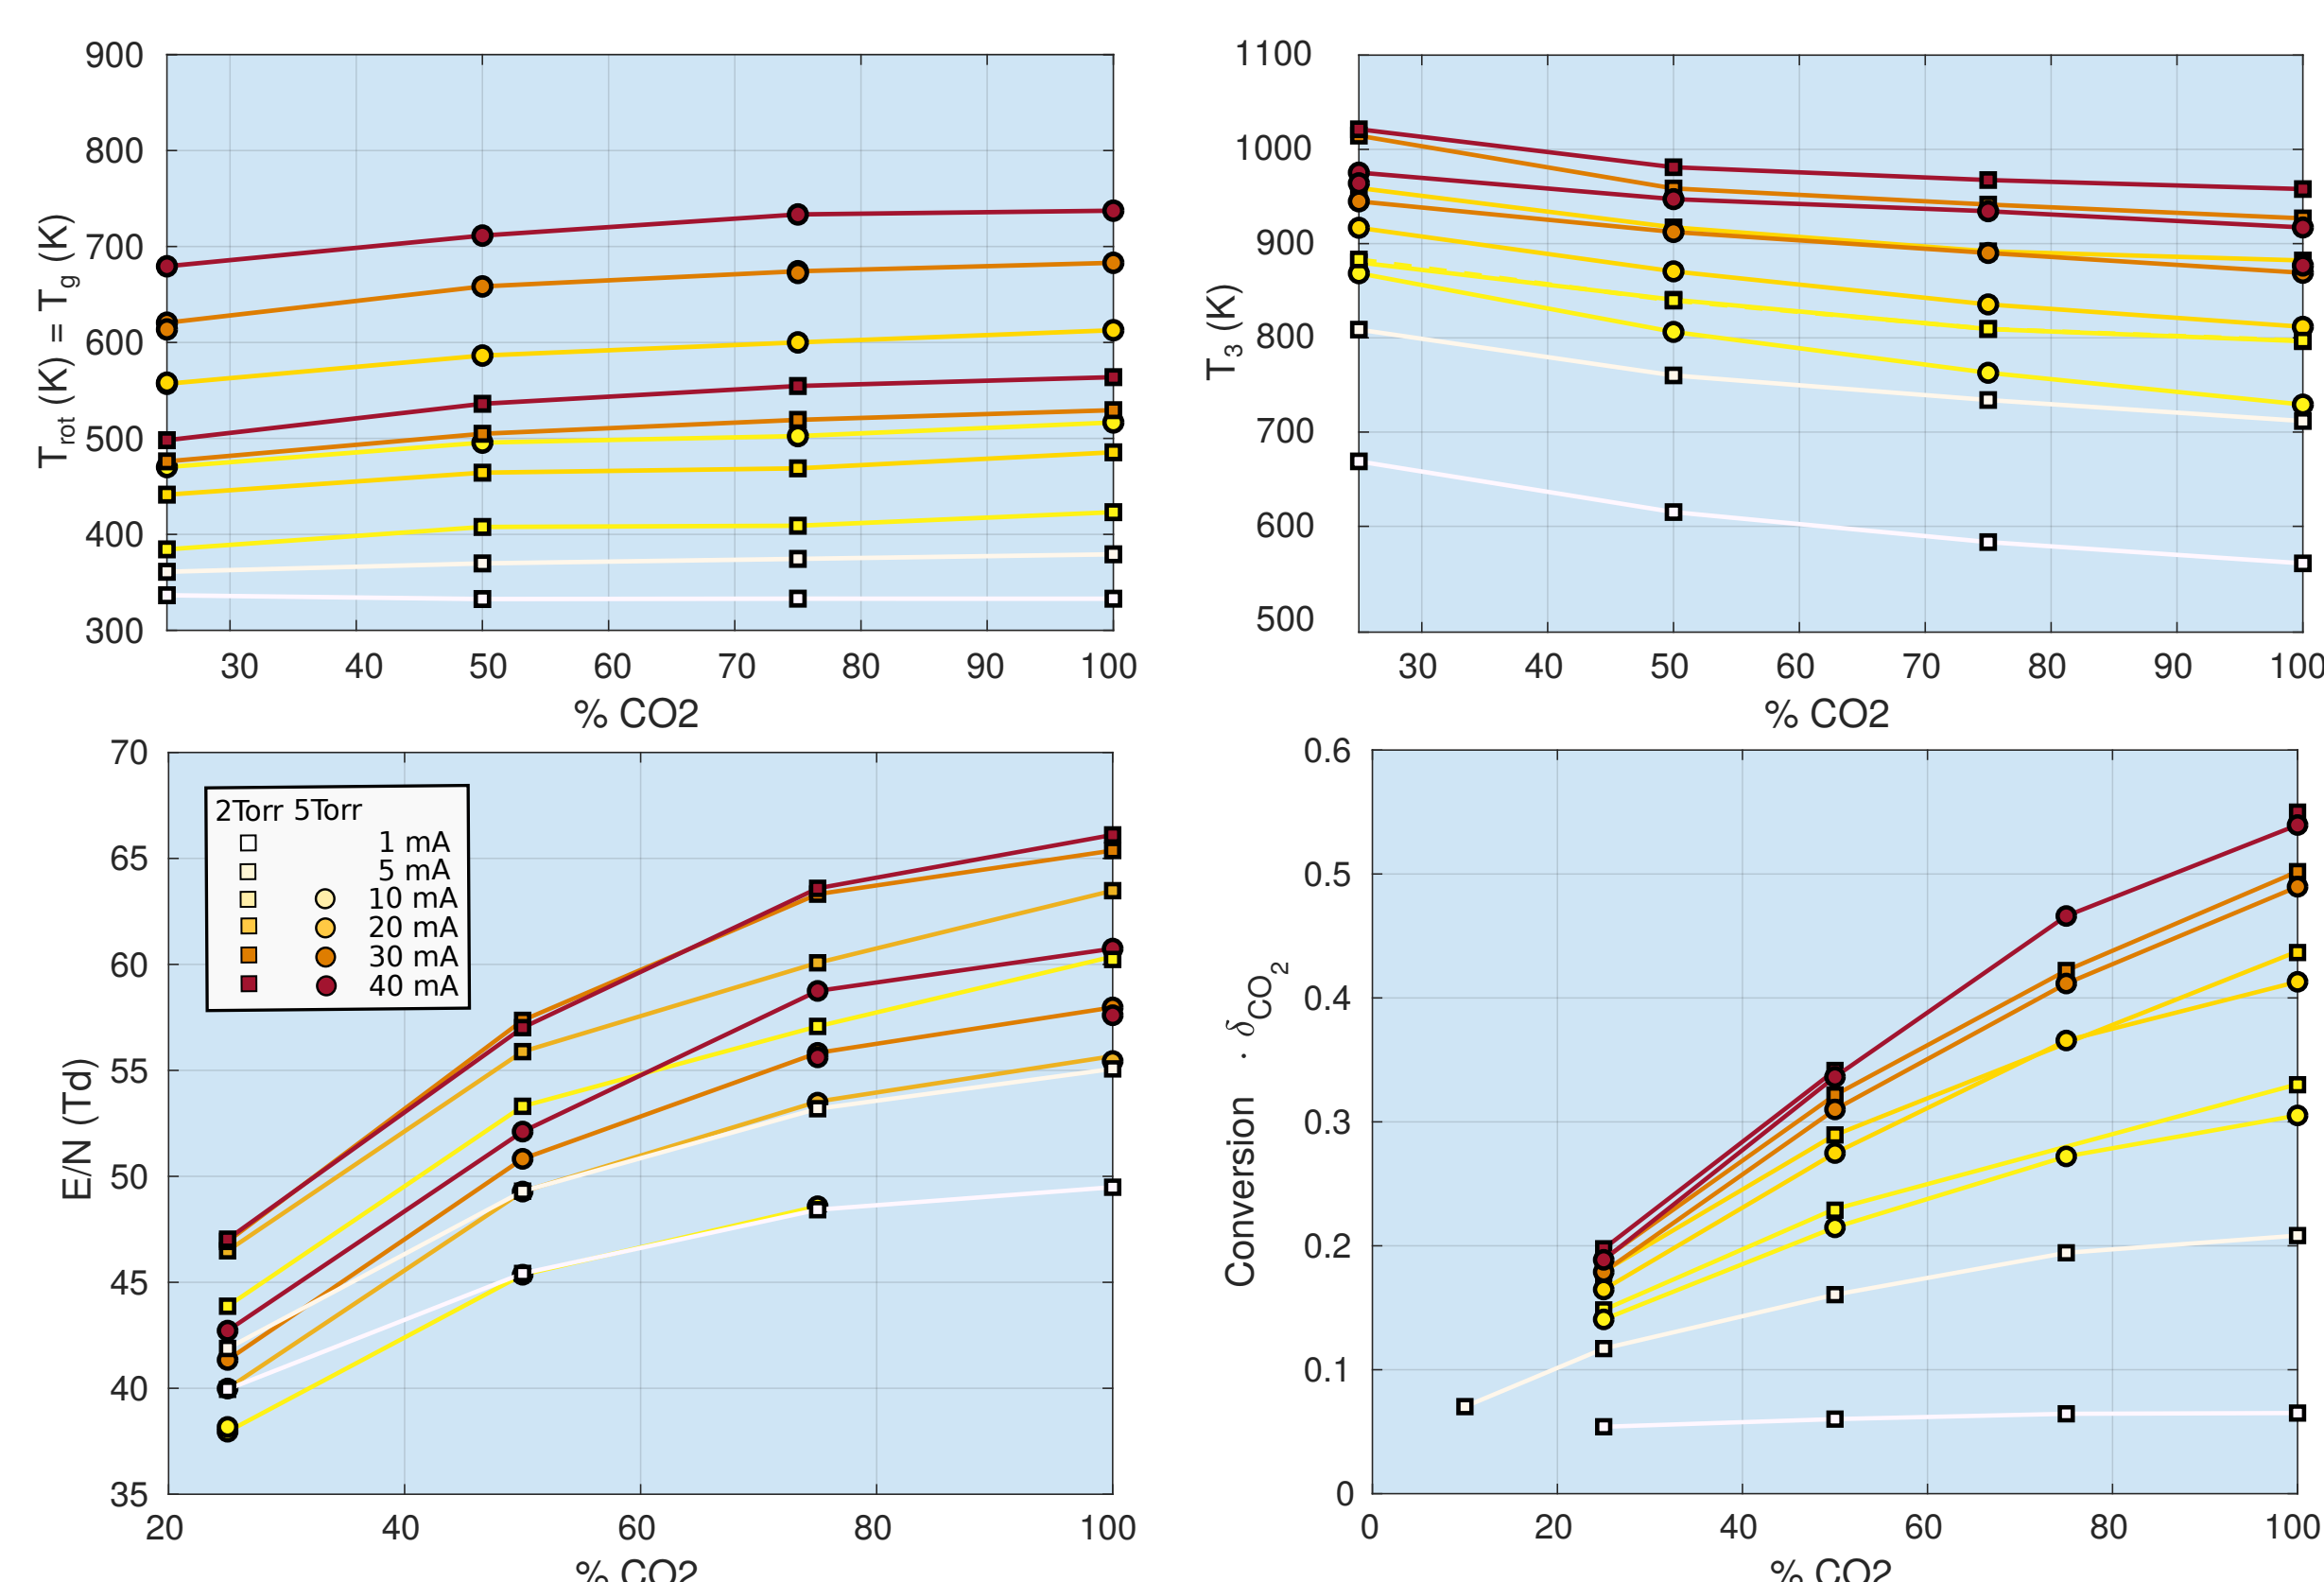 900
800
700
600
500
400
300
T_rot (K) = T_g (K)
30 40 50 60 70 80 90 100
% CO2
1100
1000
900
800
700
600
500
T_3 (K)
30 40 50 60 70 80 90 100
% CO2
70
65
60
55
50
45
40
35
E/N (Td)
2Torr 5Torr
1 mA
5 mA
10 mA
20 mA
30 mA
40 mA
20 40 60 80 100
% CO2
0.6
0.5
0.4
0.3
0.2
0.1
0
Conversion · δ_CO_2
0 20 40 60 80 100
% CO2